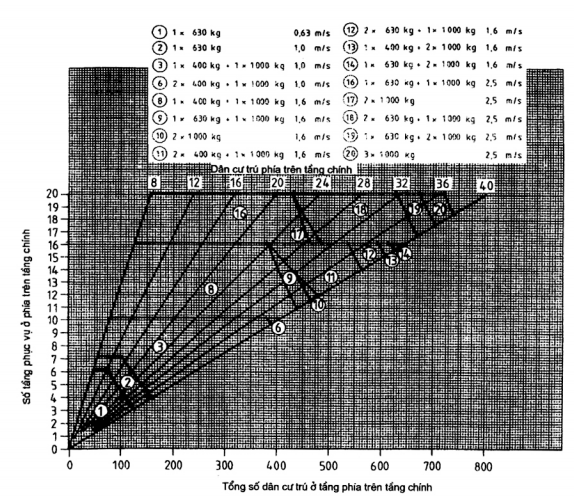 ① 1 × 630 kg 0,63 m/s
② 1 × 630 kg 1,0 m/s
③ 1 × 400 kg + 1 × 1000 kg 1,0 m/s
⑥ 2 × 400 kg + 1 × 1000 kg 1,0 m/s
⑧ 1 × 400 kg + 1 × 1000 kg 1,6 m/s
⑨ 1 × 630 kg + 1 × 1000 kg 1,6 m/s
⑩ 2 × 1000 kg 1,6 m/s
⑪ 2 × 400 kg + 1 × 1000 kg 1,6 m/s
⑫ 2 × 630 kg + 1 × 1000 kg 1,6 m/s
⑬ 1 × 400 kg + 2 × 1000 kg 1,6 m/s
⑭ 1 × 630 kg + 2 × 1000 kg 1,6 m/s
⑯ 1 × 630 kg + 1 × 1000 kg 2,5 m/s
⑰ 2 × 1000 kg 2,5 m/s
⑱ 2 × 630 kg + 1 × 1000 kg 2,5 m/s
⑲ 1 × 630 kg + 2 × 1000 kg 2,5 m/s
⑳ 3 × 1000 kg 2,5 m/s
Dân cư trú phía trên tầng chính
8 12 16 20 24 28 32 36 40
Số tầng phục vụ ở phía trên tầng chính
20
19
18
17
16
15
14
13
12
11
10
9
8
7
6
5
4
3
2
1
0
⑯ ⑰ ⑱ ⑲ ⑳
⑫ ⑬ ⑭
⑧ ⑨ ⑪
⑩
⑥
③
②
①
0 100 200 300 400 500 600 700 800
Tổng số dân cư trú ở tầng phía trên tầng chính